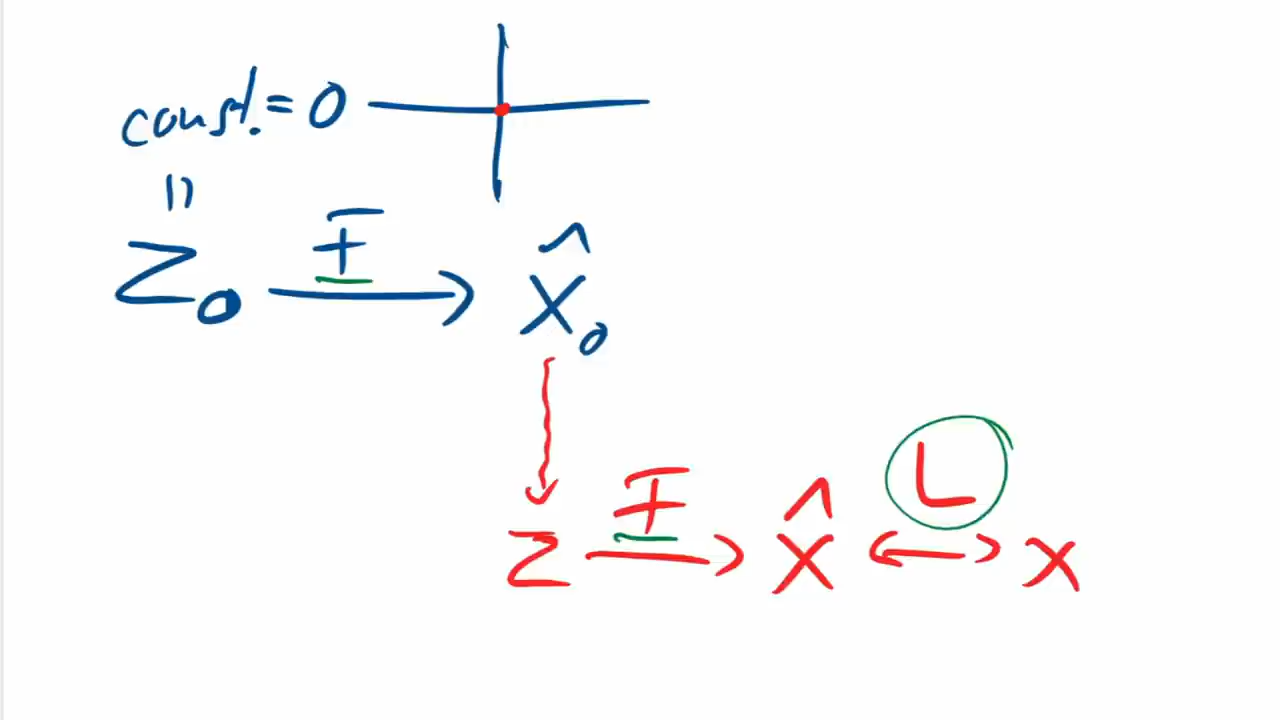 const. = 0
=
Z₀ F → X̂₀
↓
Z F → X̂ L ↔ X